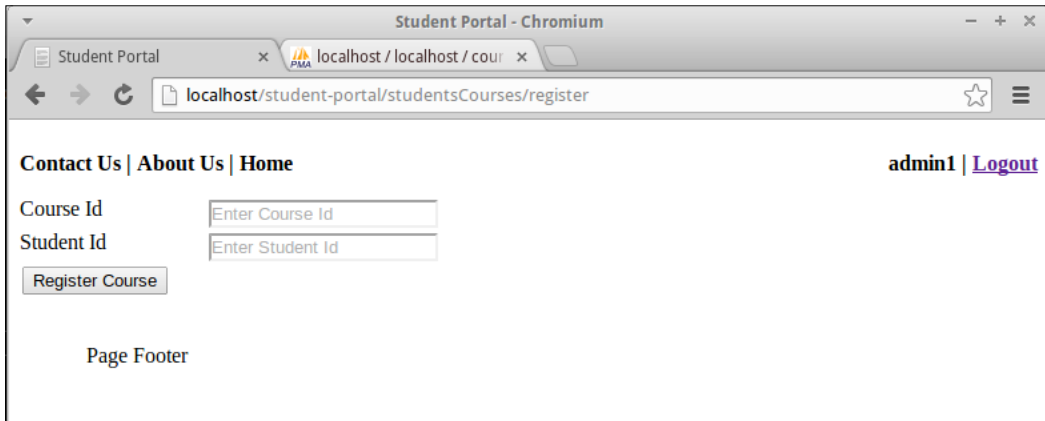 Student Portal - Chromium
Student Portal
PMA localhost / localhost / cour
localhost/student-portal/studentsCourses/register
Contact Us | About Us | Home admin1 | Logout
Course Id Enter Course Id
Student Id Enter Student Id
Register Course
Page Footer